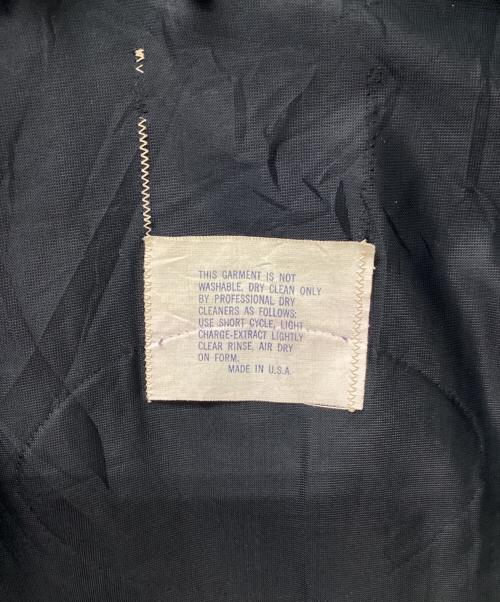 THIS GARMENT IS NOT
WASHABLE. DRY CLEAN ONLY
BY PROFESSIONAL DRY
CLEANERS AS FOLLOWS:
USE SHORT CYCLE, LIGHT
CHARGE-EXTRACT LIGHTLY
CLEAR RINSE, AIR DRY
ON FORM.
MADE IN U.S.A.